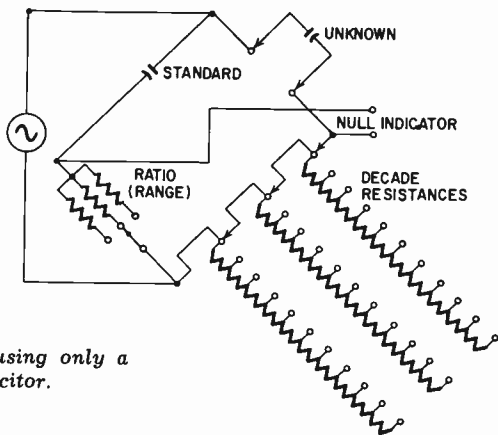 UNKNOWN
STANDARD
NULL INDICATOR
RATIO
(RANGE)
DECADE
RESISTANCES
using only a
citor.